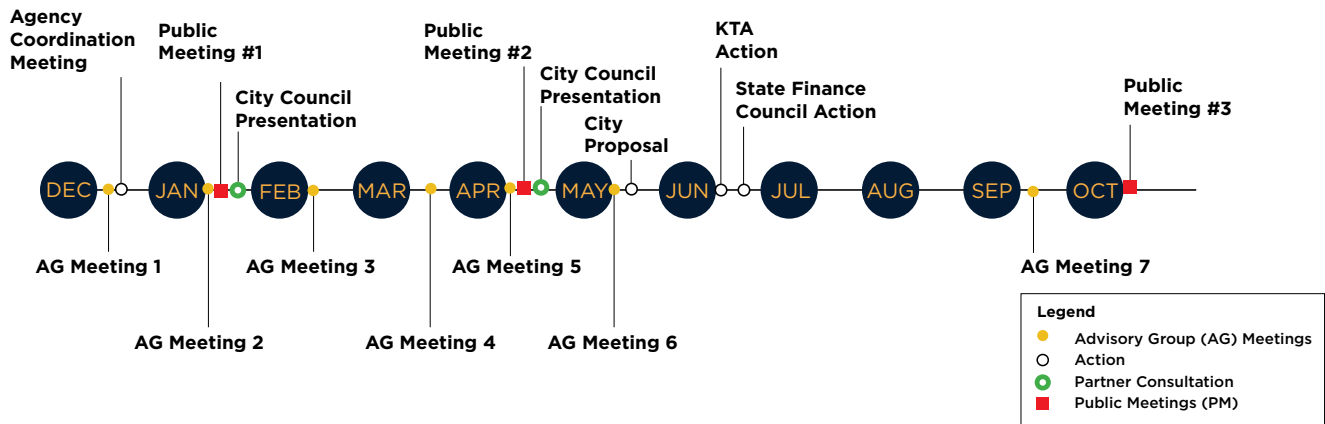 Agency
Coordination
Meeting
Public
Meeting #1
City Council
Presentation
Public
Meeting #2
City Council
Presentation
City
Proposal
KTA
Action
State Finance
Council Action
Public
Meeting #3
DEC
JAN
FEB
MAR
APR
MAY
JUN
JUL
AUG
SEP
OCT
AG Meeting 1
AG Meeting 3
AG Meeting 5
AG Meeting 7
AG Meeting 2
AG Meeting 4
AG Meeting 6
Legend
Advisory Group (AG) Meetings
Action
Partner Consultation
Public Meetings (PM)